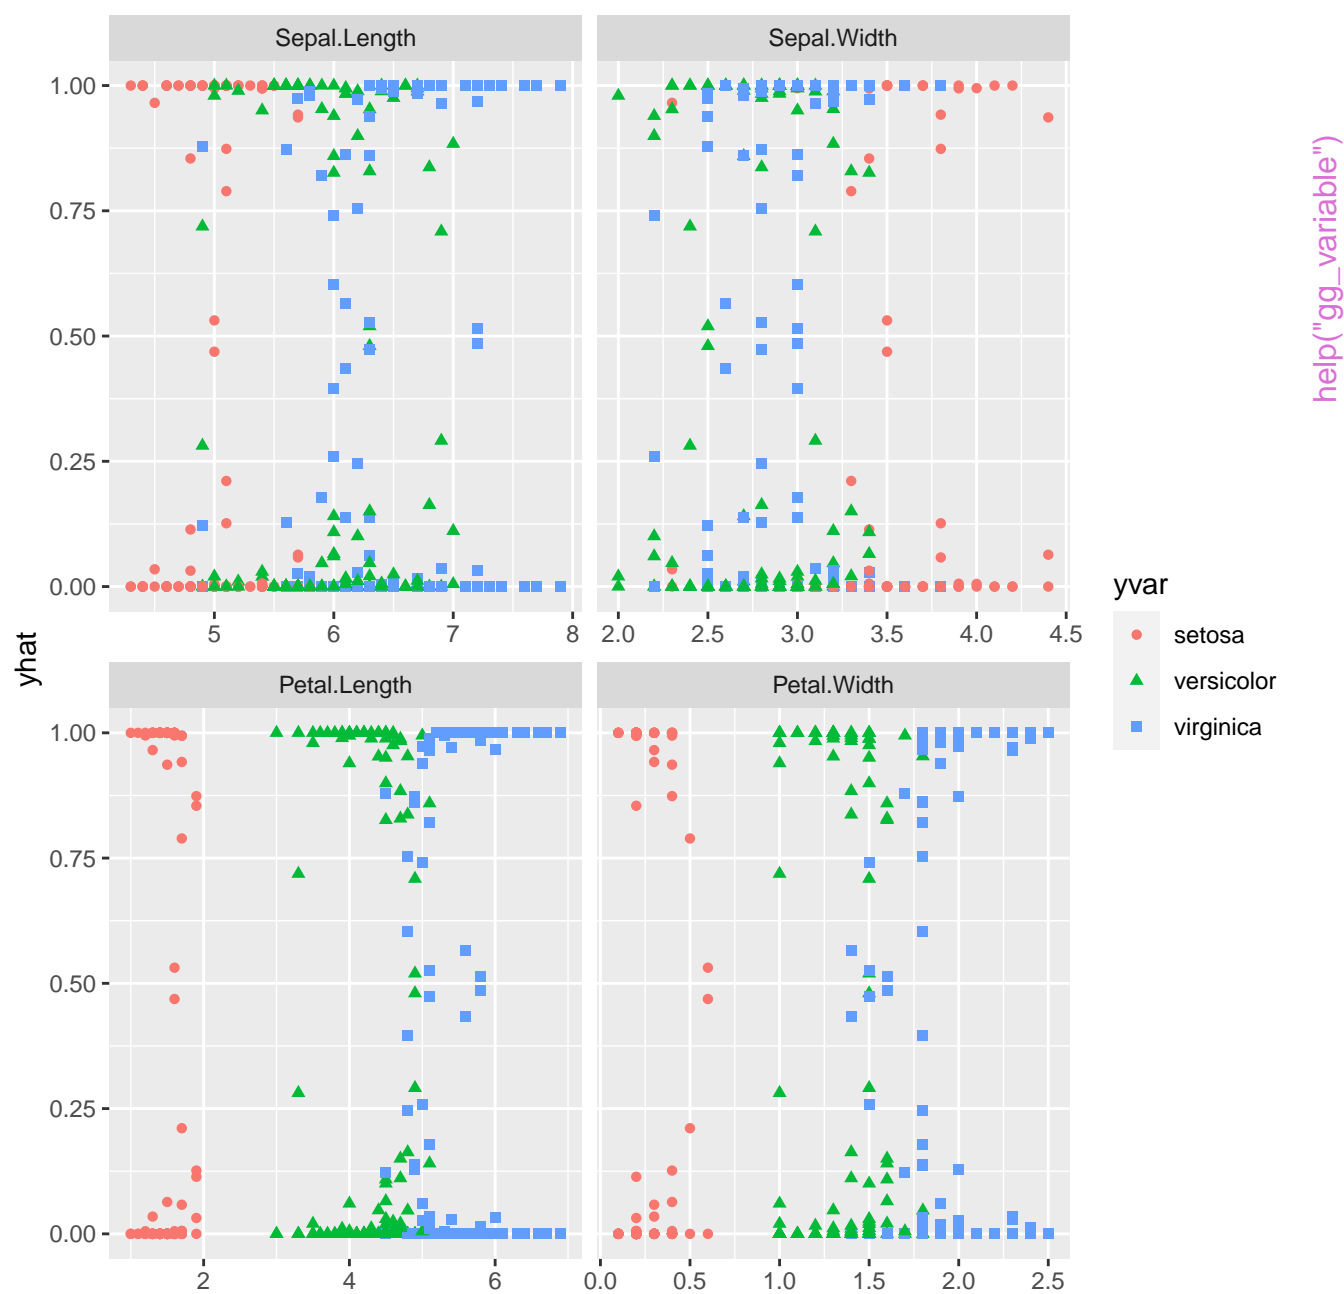 Sepal.Length
Sepal.Width
1.00
0.75
0.50
0.25
0.00
5 6 7 8
2.0 2.5 3.0 3.5 4.0 4.5
yhat
Petal.Length
Petal.Width
1.00
0.75
0.50
0.25
0.00
2 4 6
0.0 0.5 1.0 1.5 2.0 2.5
yvar
setosa
versicolor
virginica
help("gg_variable")